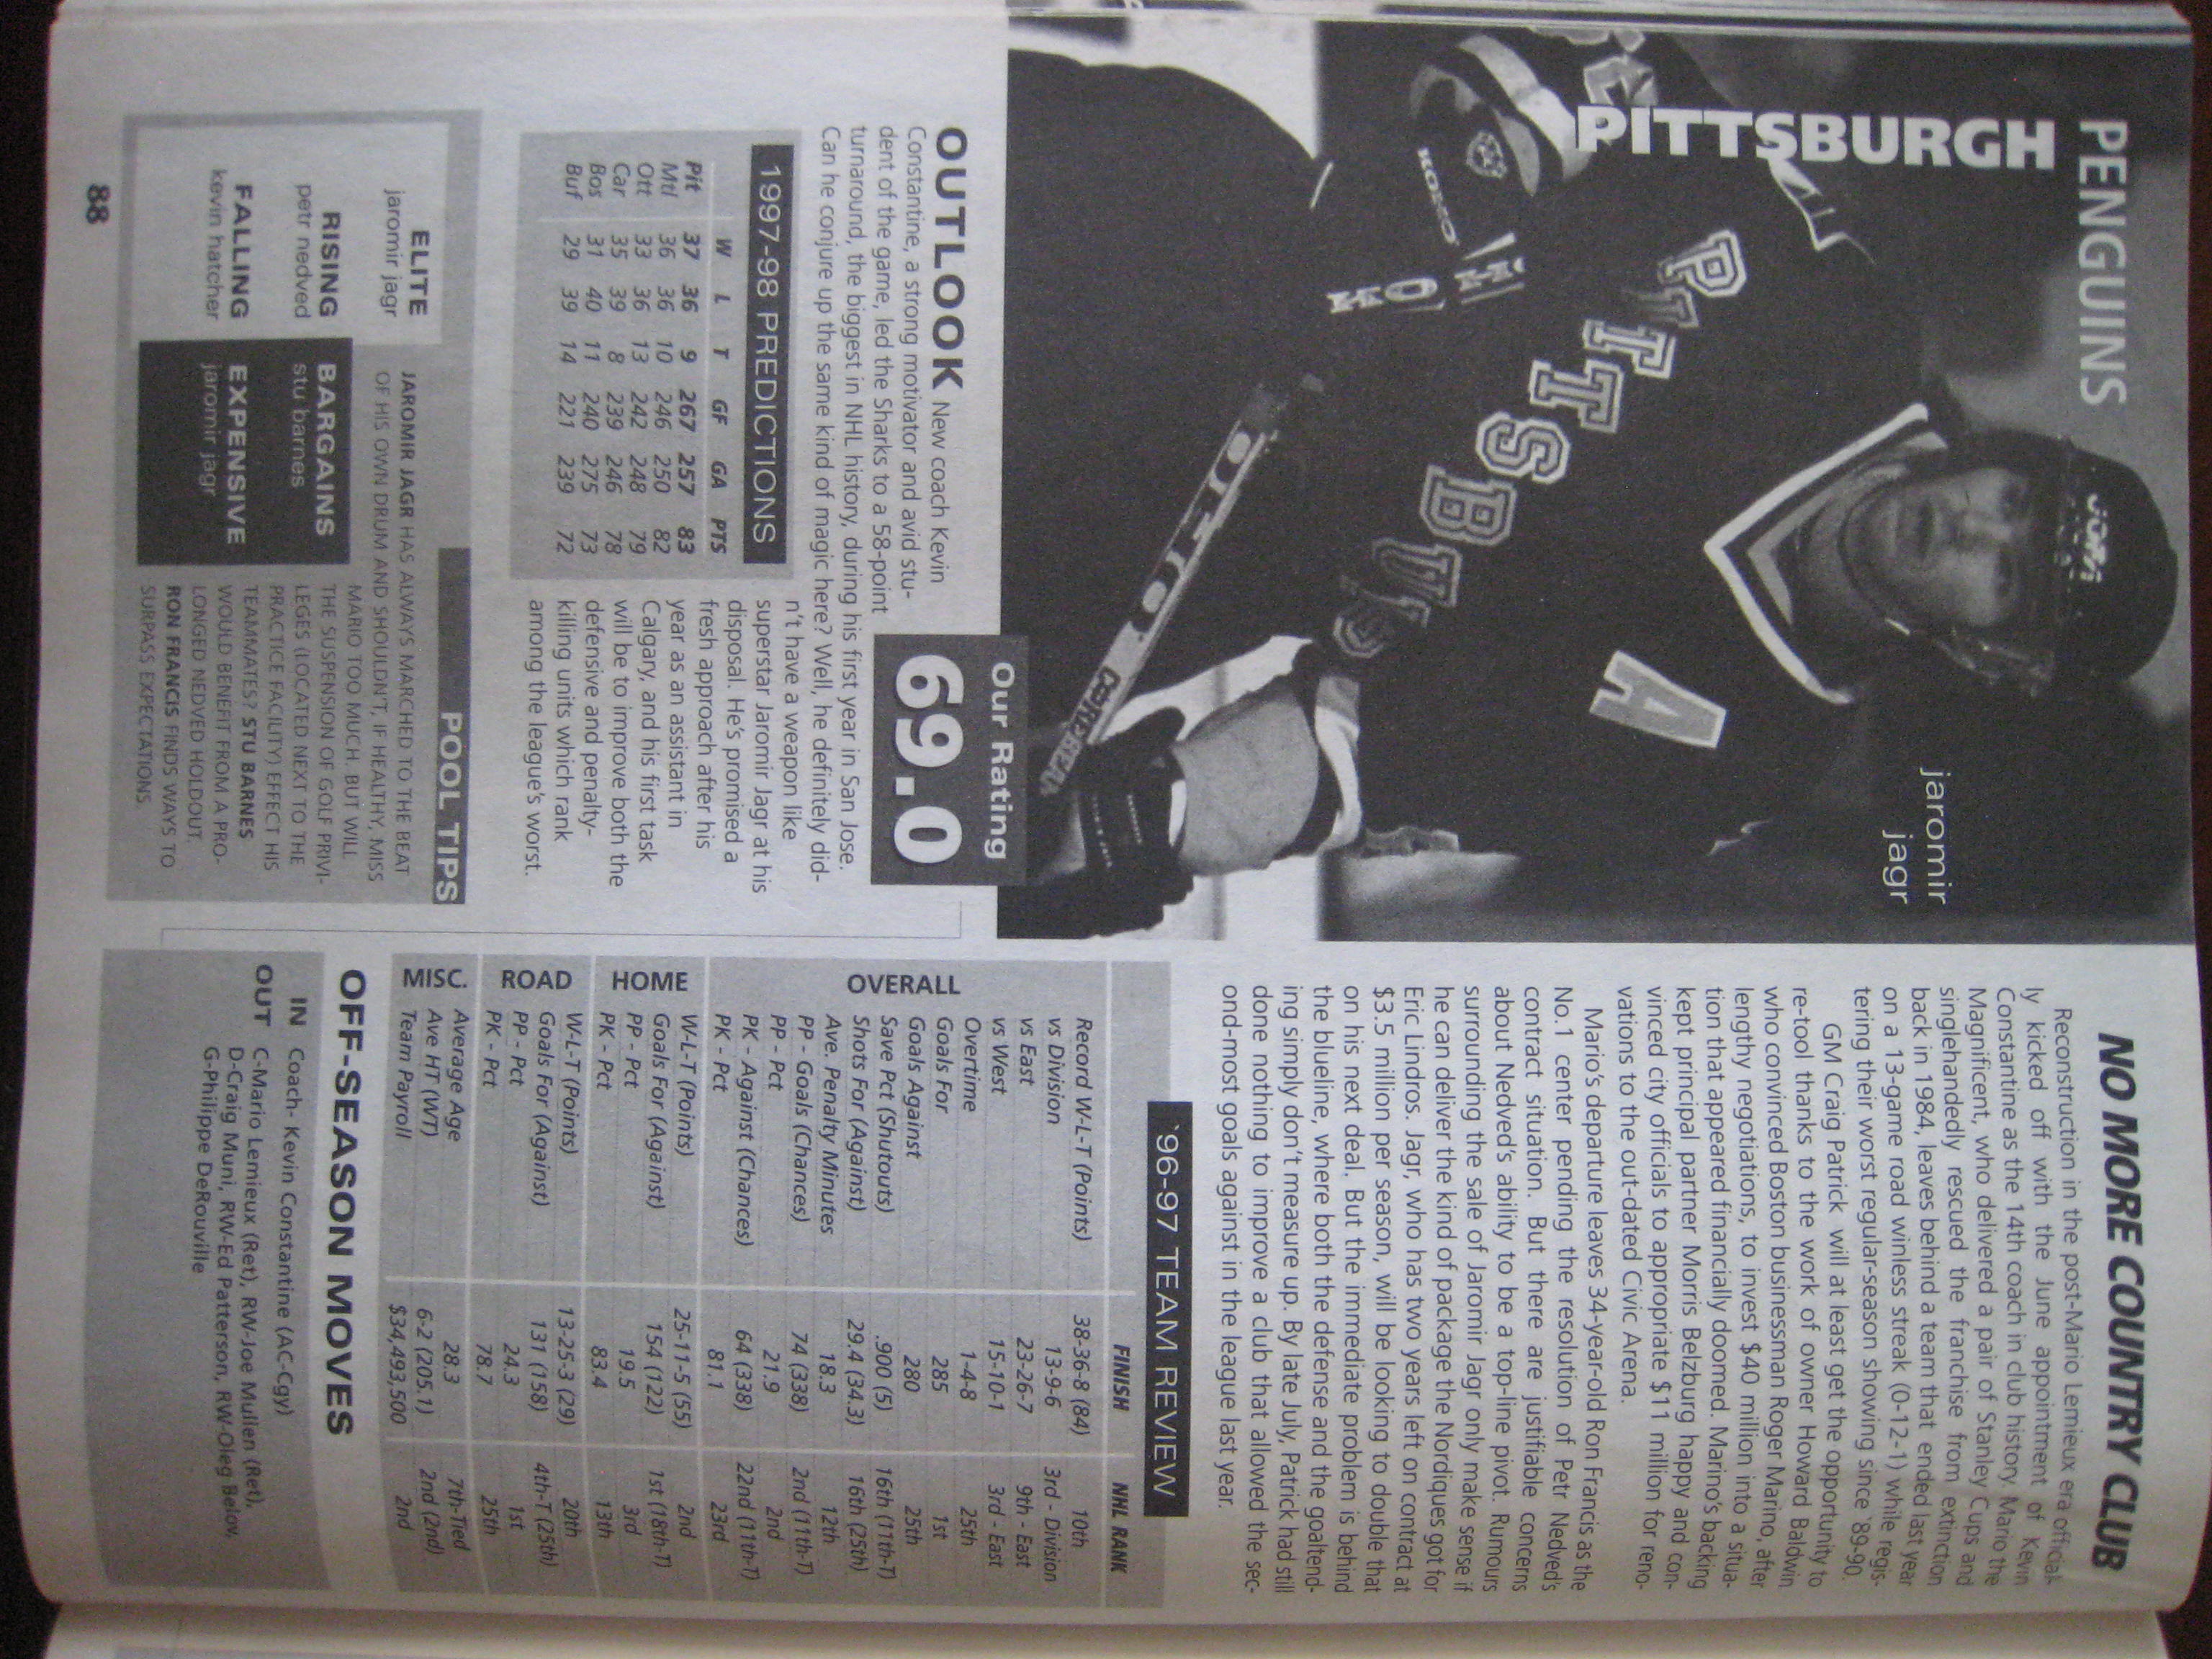 PENGUINS
PITTSBURGH
jaromir
jagr
JOFA
KOHO
PITTSBURG
A
Our Rating
69.0
OUTLOOK New coach Kevin
Constantine, a strong motivator and avid stu-
dent of the game, led the Sharks to a 58-point
turnaround, the biggest in NHL history, during his first year in San Jose.
Can he conjure up the same kind of magic here? Well, he definitely did-
n't have a weapon like
superstar Jaromir Jagr at his
disposal. He's promised a
fresh approach after his
year as an assistant in
Calgary, and his first task
will be to improve both the
defensive and penalty-
killing units which rank
among the league's worst.
1997-98 PREDICTIONS
W L T GF GA PTS
Pit 37 36 9 267 257 83
Mtl 36 36 10 246 250 82
Ott 33 36 13 242 248 79
Car 35 39 8 239 246 78
Bos 31 40 11 240 275 73
Buf 29 39 14 221 239 72
POOL TIPS
ELITE
jaromir jagr
RISING
petr nedved
FALLING
kevin hatcher
BARGAINS
stu barnes
EXPENSIVE
jaromir jagr
JAROMIR JAGR HAS ALWAYS MARCHED TO THE BEAT
OF HIS OWN DRUM AND SHOULDN'T, IF HEALTHY, MISS
MARIO TOO MUCH. BUT WILL
THE SUSPENSION OF GOLF PRIVI-
LEGES (LOCATED NEXT TO THE
PRACTICE FACILITY) EFFECT HIS
TEAMMATES? STU BARNES
WOULD BENEFIT FROM A PRO-
LONGED NEDVED HOLDOUT.
RON FRANCIS FINDS WAYS TO
SURPASS EXPECTATIONS
88
NO MORE COUNTRY CLUB
Reconstruction in the post-Mario Lemieux era official-
ly kicked off with the June appointment of Kevin
Constantine as the 14th coach in club history. Mario the
Magnificent, who delivered a pair of Stanley Cups and
singlehandedly rescued the franchise from extinction
back in 1984, leaves behind a team that ended last year
on a 13-game road winless streak (0-12-1) while regis-
tering their worst regular-season showing since '89-90.
GM Craig Patrick will at least get the opportunity to
re-tool thanks to the work of owner Howard Baldwin
who convinced Boston businessman Roger Marino, after
lengthy negotiations, to invest $40 million into a situa-
tion that appeared financially doomed. Marino's backing
kept principal partner Morris Belzburg happy and con-
vinced city officials to appropriate $11 million for reno-
vations to the out-dated Civic Arena.
Mario's departure leaves 34-year-old Ron Francis as the
No.1 center pending the resolution of Petr Nedved's
contract situation. But there are justifiable concerns
about Nedved's ability to be a top-line pivot. Rumours
surrounding the sale of Jaromir Jagr only make sense if
he can deliver the kind of package the Nordiques got for
Eric Lindros. Jagr, who has two years left on contract at
$3.5 million per season, will be looking to double that
on his next deal. But the immediate problem is behind
the blueline, where both the defense and the goaltend-
ing simply don't measure up. By late July, Patrick had still
done nothing to improve a club that allowed the sec-
ond-most goals against in the league last year.
'96-97 TEAM REVIEW
FINISH NHL RANK
OVERALL
Record W-L-T (Points) 38-36-8 (84) 10th
vs Division 13-9-6 3rd - Division
vs East 23-26-7 9th - East
vs West 15-10-1 3rd - East
Overtime 1-4-8 25th
Goals For 285 1st
Goals Against 280 25th
Save Pct (Shutouts) .900 (5) 16th (11th-T)
Shots For (Against) 29.4 (34.3) 16th (25th)
Ave. Penalty Minutes 18.3 12th
PP - Goals (Chances) 74 (338) 2nd (11th-T)
PP - Pct 21.9 2nd
PK - Against (Chances) 64 (338) 22nd (11th-T)
PK - Pct 81.1 23rd
HOME
W-L-T (Points) 25-11-5 (55) 2nd
Goals For (Against) 154 (122) 1st (18th-T)
PP - Pct 19.5 3rd
PK - Pct 83.4 13th
ROAD
W-L-T (Points) 13-25-3 (29) 20th
Goals For (Against) 131 (158) 4th-T (25th)
PP - Pct 24.3 1st
PK - Pct 78.7 25th
MISC.
Average Age 28.3 7th-Tied
Ave HT (WT) 6-2 (205.1) 2nd (2nd)
Team Payroll $34,493,500 2nd
OFF-SEASON MOVES
IN Coach- Kevin Constantine (AC-Cgy)
OUT C-Mario Lemieux (Ret), RW-Joe Mullen (Ret),
D-Craig Muni, RW-Ed Patterson, RW-Oleg Belov,
G-Philippe DeRouville